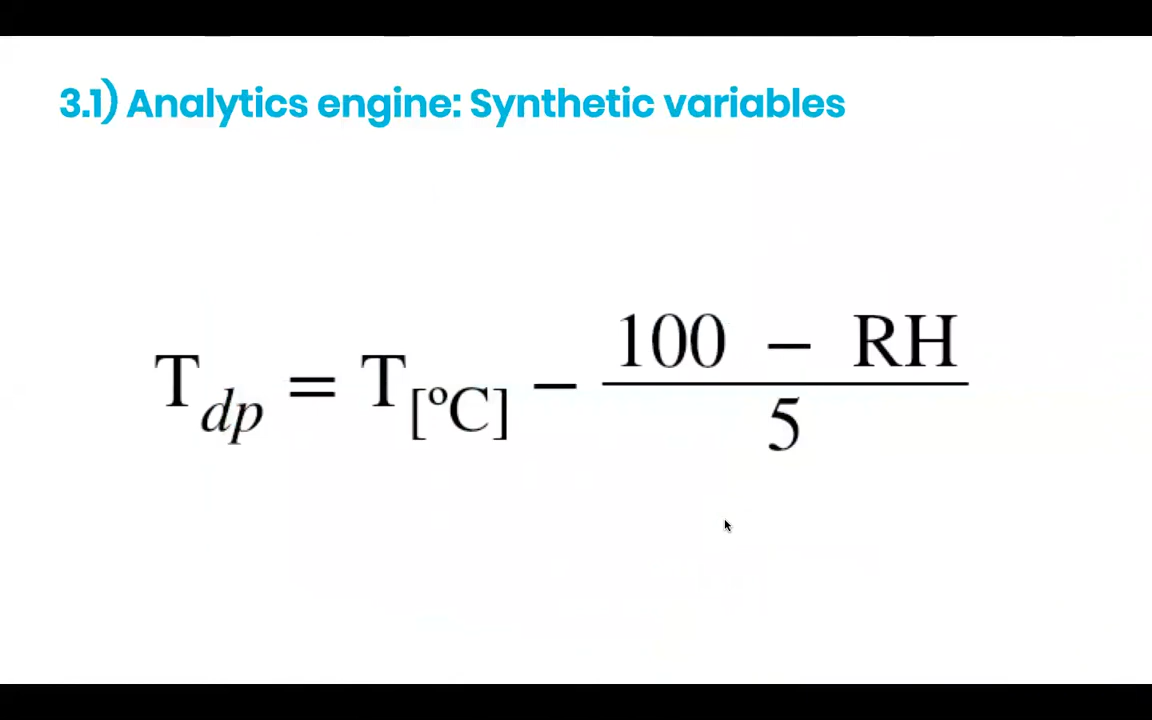 3.1) Analytics engine: Synthetic variables
T_dp = T_[ºC] − (100 − RH) / 5